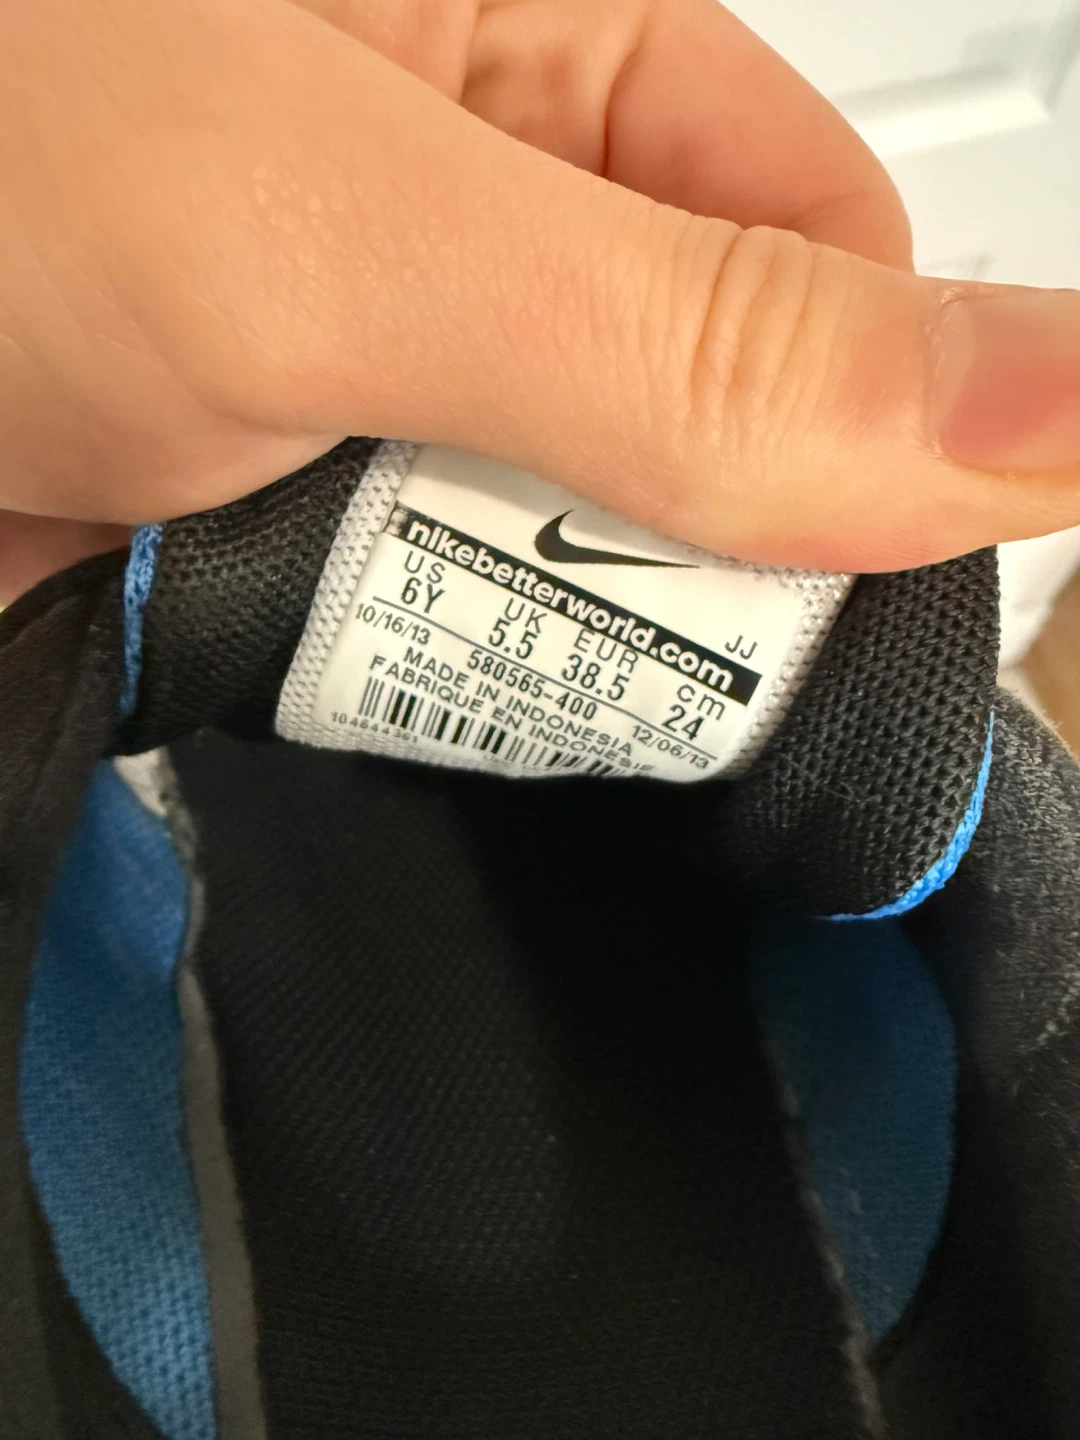 nikebetterworld.com
JJ
US UK EUR cm
6Y 5.5 38.5 24
10/16/13 580565-400 12/06/13
MADE IN INDONESIA
FABRIQUE EN INDONESIE
104644361